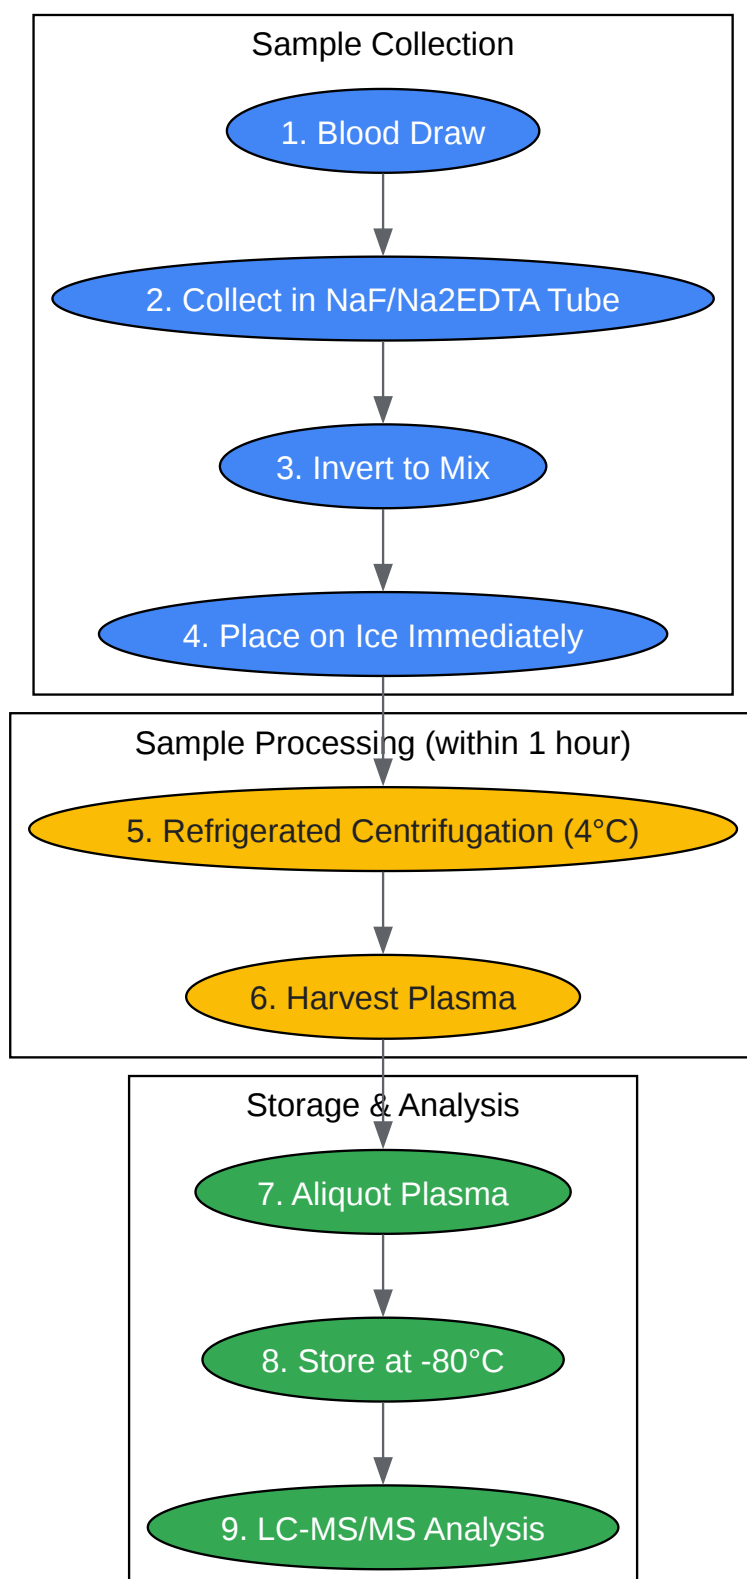 Sample Collection
1. Blood Draw
2. Collect in NaF/Na2EDTA Tube
3. Invert to Mix
4. Place on Ice Immediately
Sample Processing (within 1 hour)
5. Refrigerated Centrifugation (4°C)
6. Harvest Plasma
Storage & Analysis
7. Aliquot Plasma
8. Store at -80°C
9. LC-MS/MS Analysis